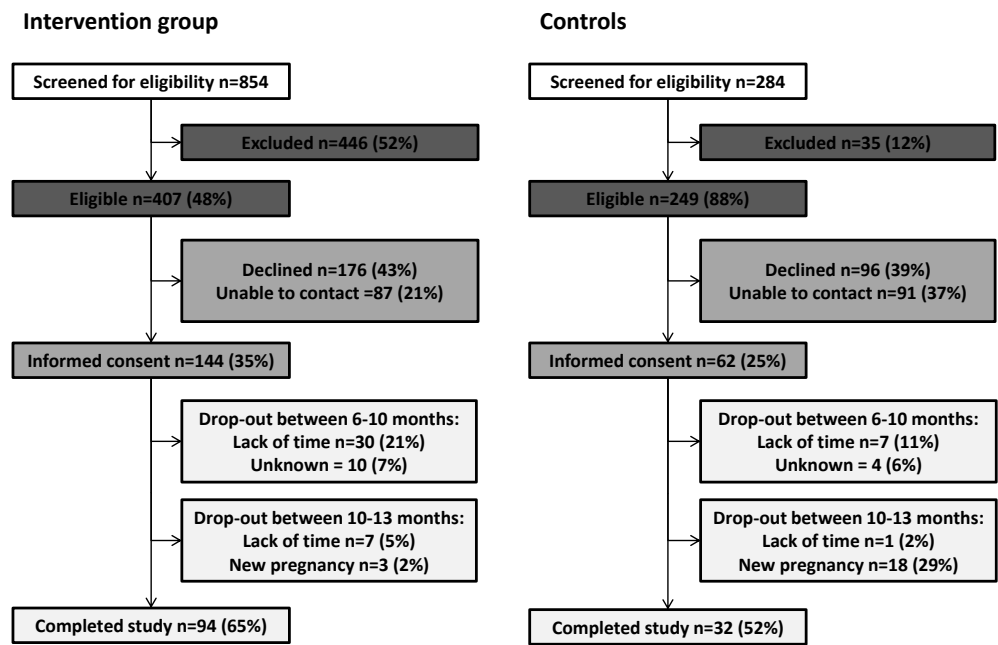 Intervention group
Screened for eligibility n=854
Excluded n=446 (52%)
Eligible n=407 (48%)
Declined n=176 (43%)
Unable to contact =87 (21%)
Informed consent n=144 (35%)
Drop-out between 6-10 months:
Lack of time n=30 (21%)
Unknown = 10 (7%)
Drop-out between 10-13 months:
Lack of time n=7 (5%)
New pregnancy n=3 (2%)
Completed study n=94 (65%)
Controls
Screened for eligibility n=284
Excluded n=35 (12%)
Eligible n=249 (88%)
Declined n=96 (39%)
Unable to contact n=91 (37%)
Informed consent n=62 (25%)
Drop-out between 6-10 months:
Lack of time n=7 (11%)
Unknown = 4 (6%)
Drop-out between 10-13 months:
Lack of time n=1 (2%)
New pregnancy n=18 (29%)
Completed study n=32 (52%)